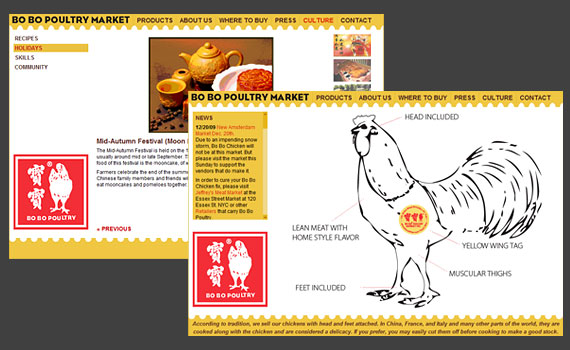 BO BO POULTRY MARKET PRODUCTS ABOUT US WHERE TO BUY PRESS CULTURE CONTACT
RECIPES
HOLIDAYS
SKILLS
COMMUNITY
Mid-Autumn Festival (Moon
The Mid-Autumn Festival is held on the 1
usually around mid or late September. T
food of this festival is the mooncake, of w
Farmers celebrate the end of the summe
Chinese family members and friends wi
eat mooncakes and pomeloes together.
« PREVIOUS
寶寶
BO BO POULTRY
BO BO POULTRY MARKET PRODUCTS ABOUT US WHERE TO BUY PRESS CULTURE CONTACT
NEWS
12/20/09 New Amsterdam
Market Dec. 20th
Due to an impending snow
storm, Bo Bo Chicken will
not be at this market. But
please visit the market this
Sunday to support the
vendors that do make it.
In order to cure your Bo Bo
Chicken fix, please visit
Jeffrey's Meat Market at the
Essex Street Market at 120
Essex St, NYC or other
Retailers that carry Bo Bo
Poultry.
寶寶
BO BO POULTRY
HEAD INCLUDED
LEAN MEAT WITH
HOME STYLE FLAVOR
YELLOW WING TAG
MUSCULAR THIGHS
FEET INCLUDED
According to tradition, we sell our chickens with head and feet attached. In China, France, and Italy and many other parts of the world, they are
cooked along with the chicken and are considered a delicacy. If you prefer, you may easily cut them off before cooking to make a good stock.